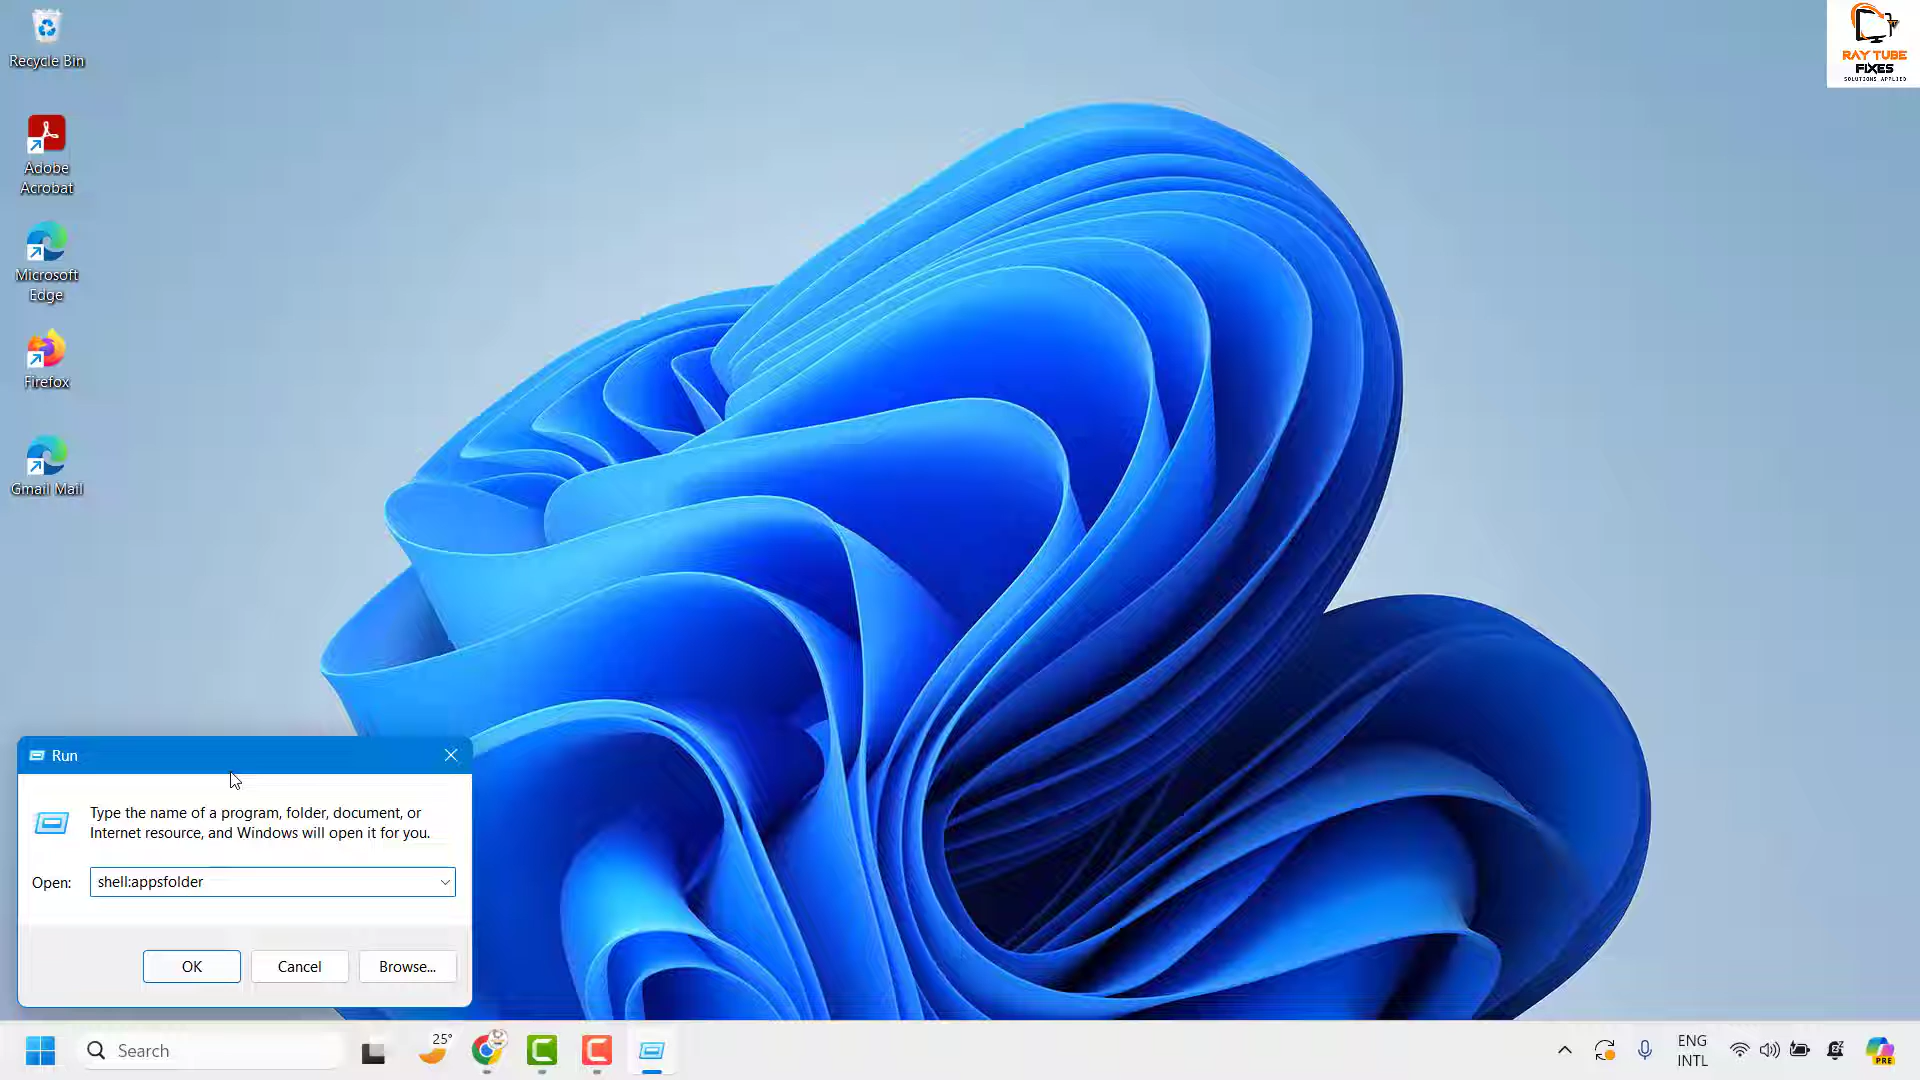 Recycle Bin
RAY TUBE
FIXES
SOLUTIONS APPLIED
Adobe
Acrobat
Microsoft
Edge
Firefox
Gmail Mail
Run
Type the name of a program, folder, document, or
Internet resource, and Windows will open it for you.
Open: shell:appsfolder
OK Cancel Browse...
Search
25°
ENG
INTL
PRE